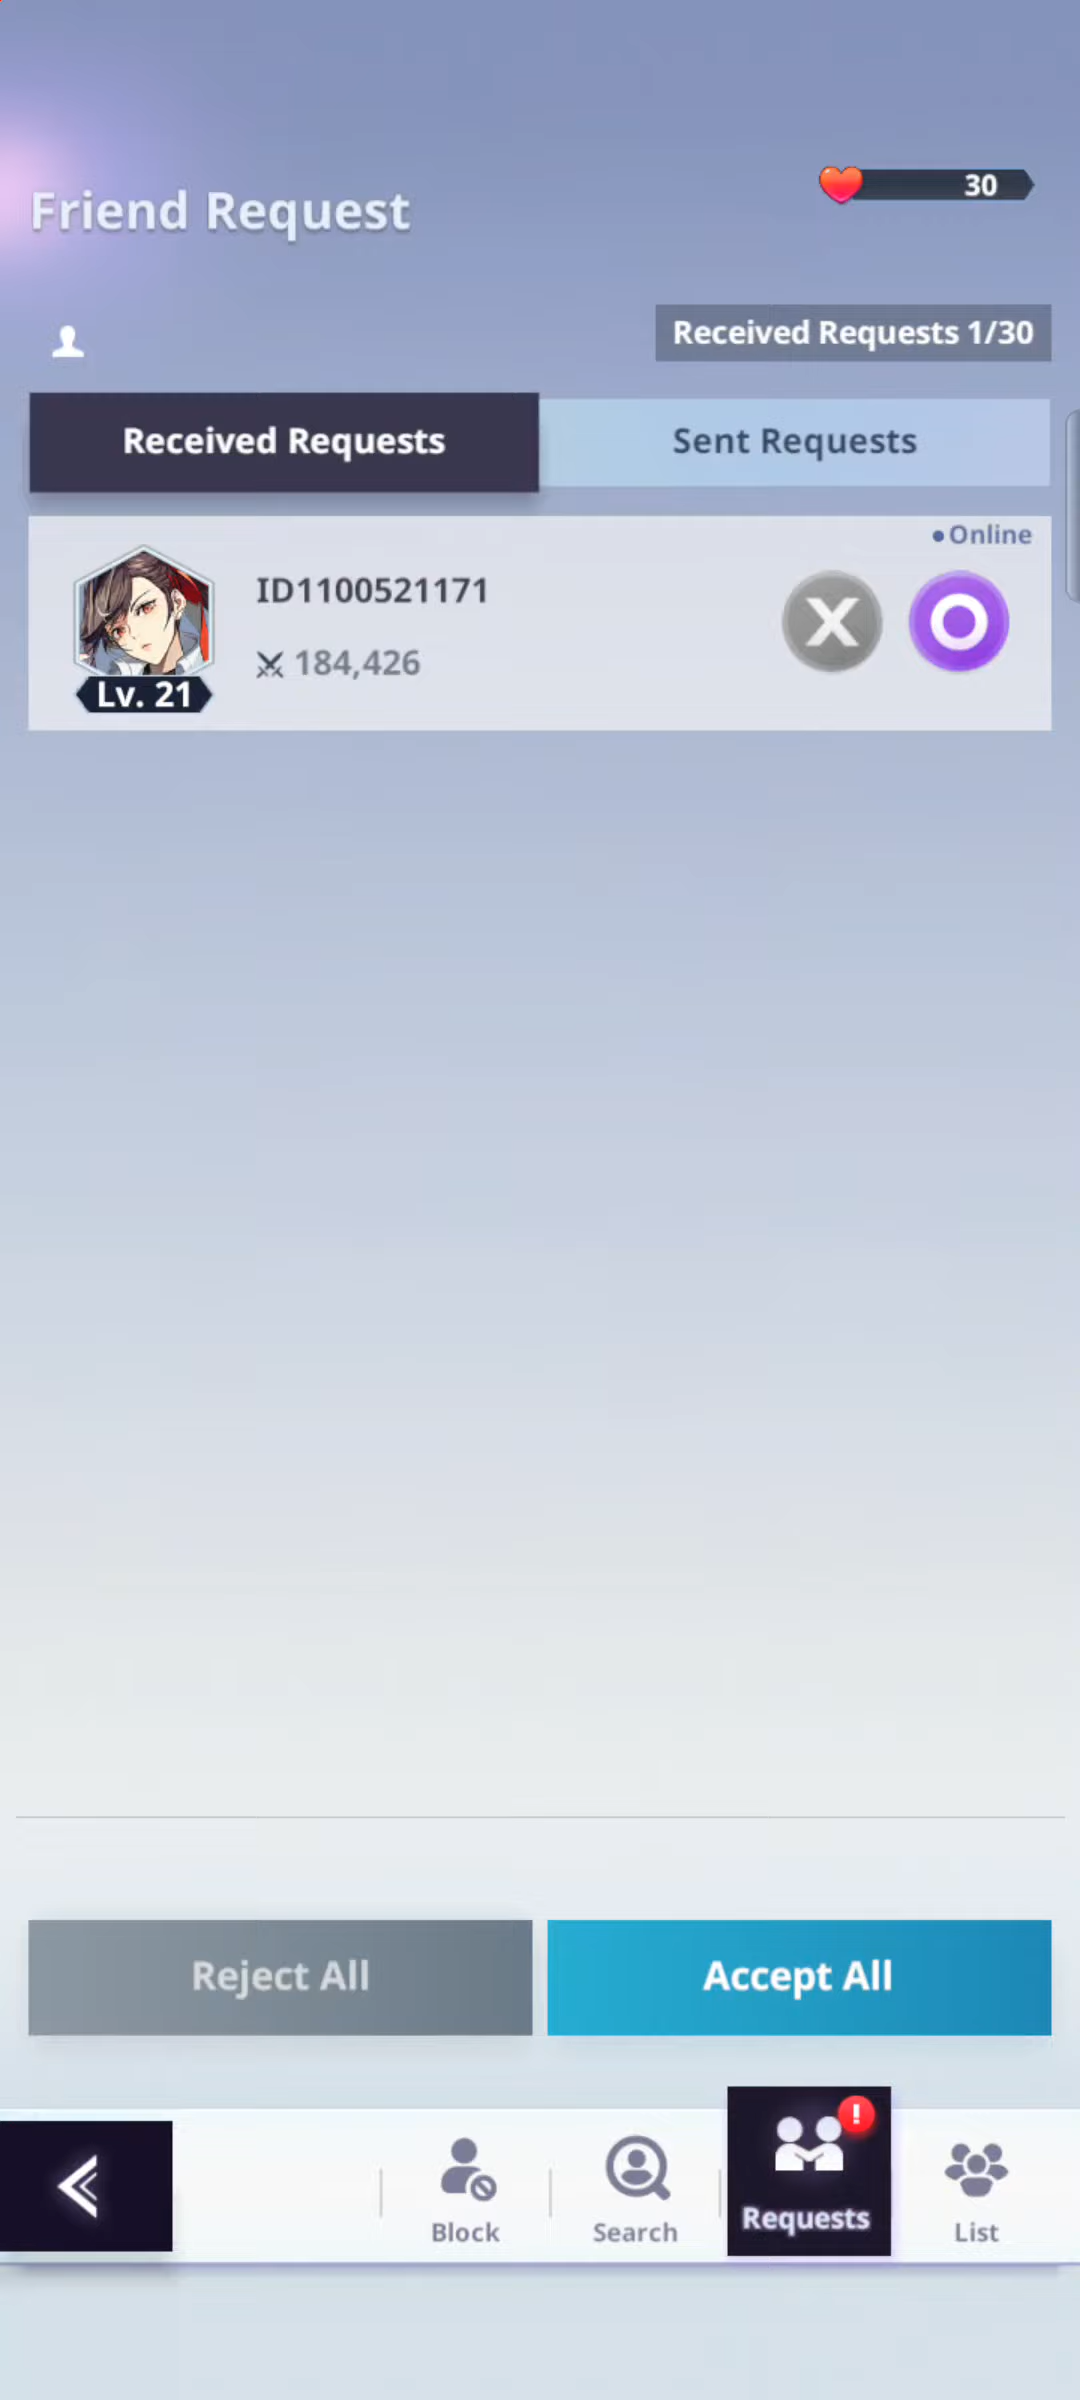 Friend Request
30
Received Requests 1/30
Received Requests
Sent Requests
Online
ID1100521171
184,426
Lv. 21
Reject All
Accept All
Block
Search
Requests
List